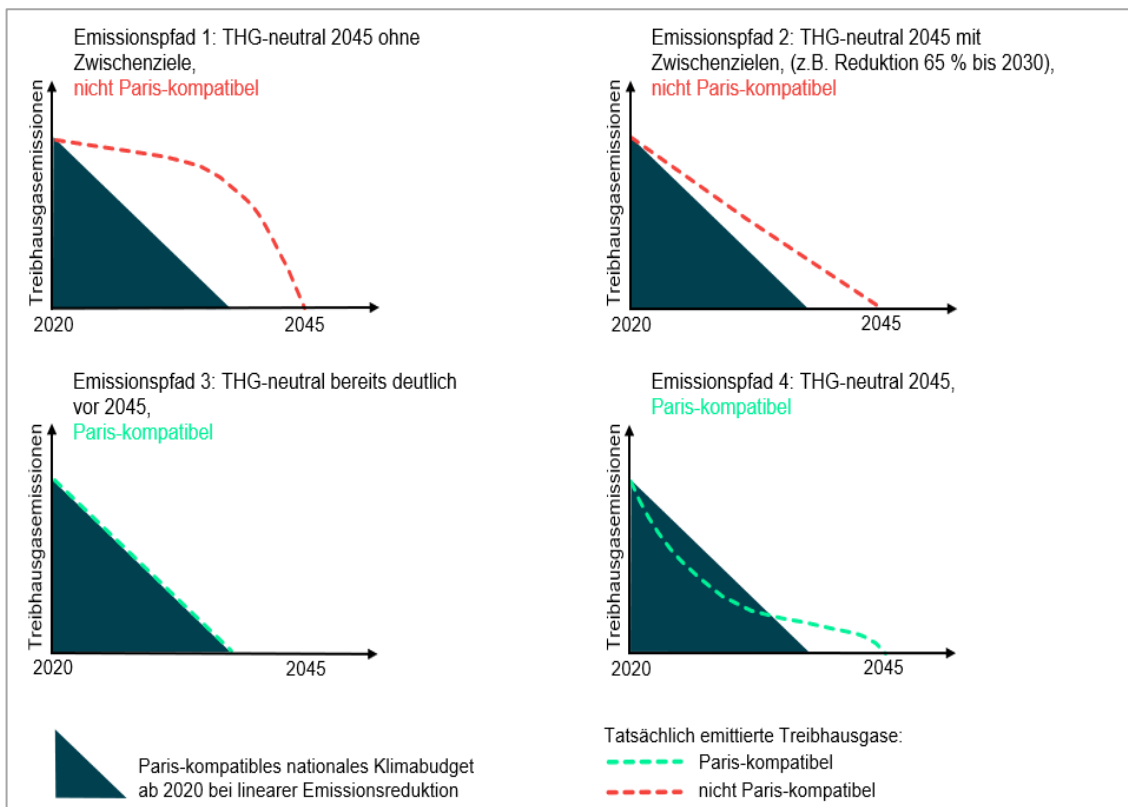 Emissionspfad 1: THG-neutral 2045 ohne
Zwischenziele,
nicht Paris-kompatibel
Treibhausgasemissionen
2020
2045
Emissionspfad 2: THG-neutral 2045 mit
Zwischenzielen, (z.B. Reduktion 65 % bis 2030),
nicht Paris-kompatibel
Treibhausgasemissionen
2020
2045
Emissionspfad 3: THG-neutral bereits deutlich
vor 2045,
Paris-kompatibel
Treibhausgasemissionen
2020
2045
Emissionspfad 4: THG-neutral 2045,
Paris-kompatibel
Treibhausgasemissionen
2020
2045
Paris-kompatibles nationales Klimabudget
ab 2020 bei linearer Emissionsreduktion
Tatsächlich emittierte Treibhausgase:
Paris-kompatibel
nicht Paris-kompatibel